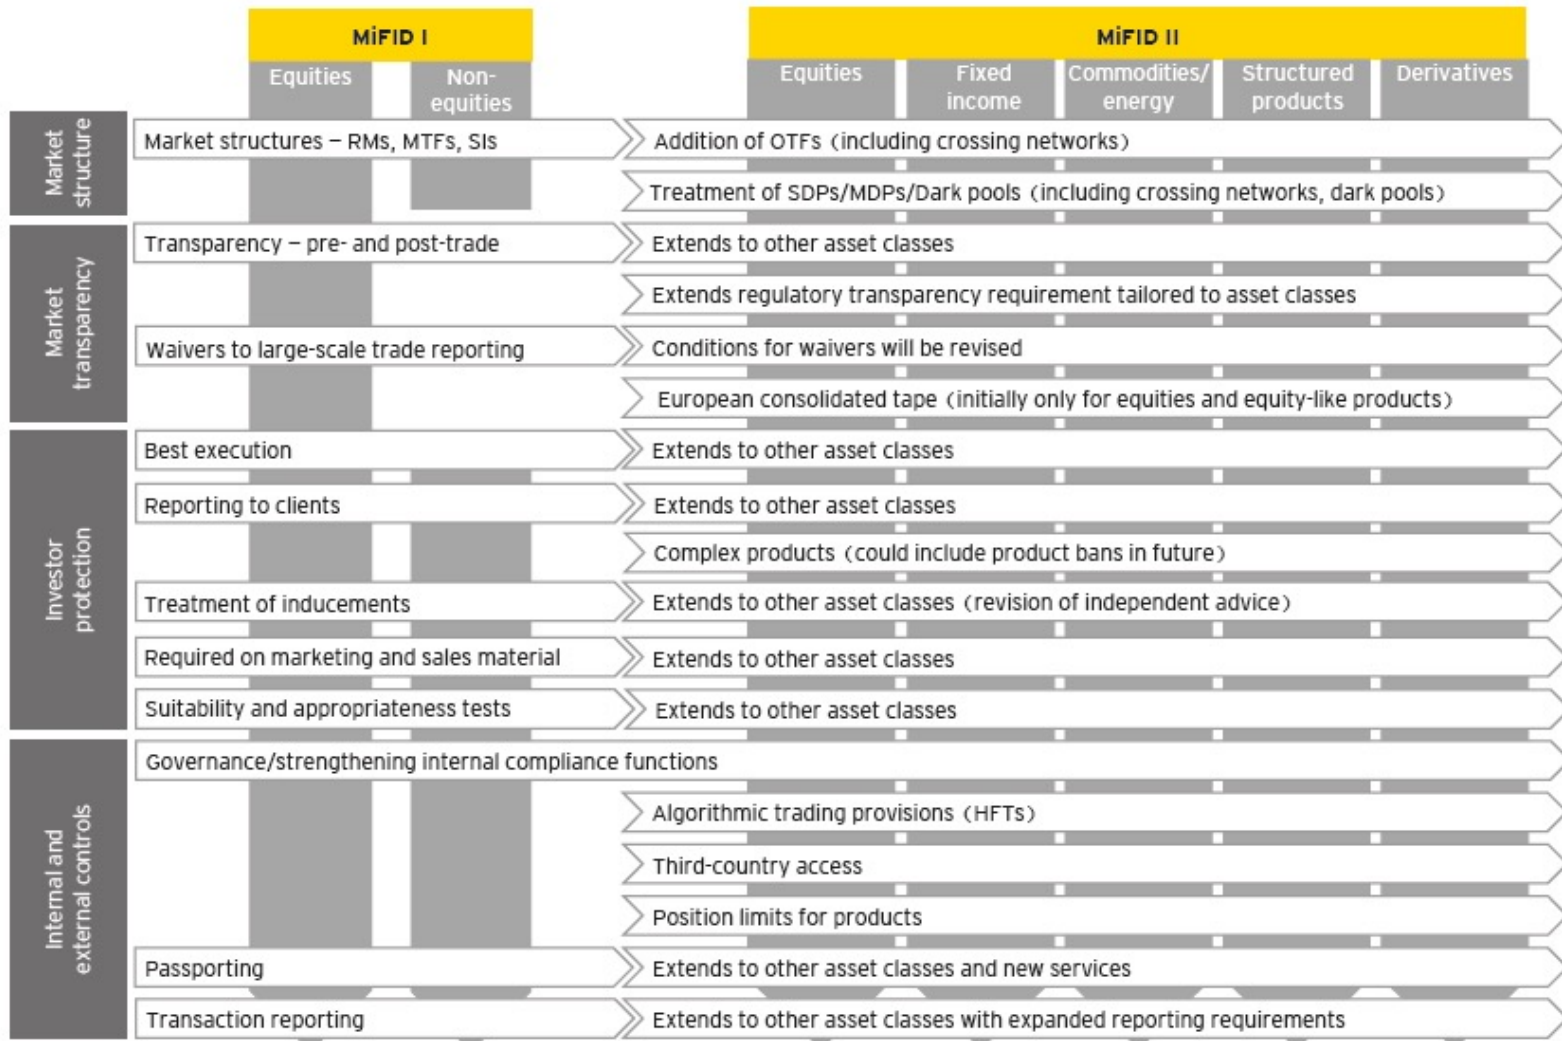 MiFID I
MiFID II
Equities
Non-
equities
Equities
Fixed
income
Commodities/
energy
Structured
products
Derivatives
Market
structure
Market structures – RMs, MTFs, SIs
Addition of OTFs (including crossing networks)
Treatment of SDPs/MDPs/Dark pools (including crossing networks, dark pools)
Market
transparency
Transparency – pre- and post-trade
Extends to other asset classes
Extends regulatory transparency requirement tailored to asset classes
Waivers to large-scale trade reporting
Conditions for waivers will be revised
European consolidated tape (initially only for equities and equity-like products)
Investor
protection
Best execution
Extends to other asset classes
Reporting to clients
Extends to other asset classes
Complex products (could include product bans in future)
Treatment of inducements
Extends to other asset classes (revision of independent advice)
Required on marketing and sales material
Extends to other asset classes
Suitability and appropriateness tests
Extends to other asset classes
Internal and
external controls
Governance/strengthening internal compliance functions
Algorithmic trading provisions (HFTs)
Third-country access
Position limits for products
Passporting
Extends to other asset classes and new services
Transaction reporting
Extends to other asset classes with expanded reporting requirements